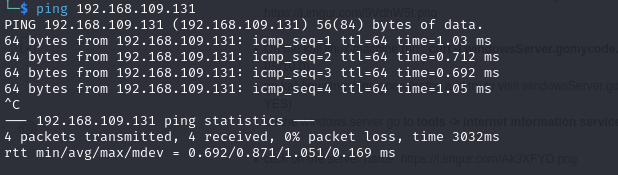 └─$ ping 192.168.109.131
PING 192.168.109.131 (192.168.109.131) 56(84) bytes of data.
64 bytes from 192.168.109.131: icmp_seq=1 ttl=64 time=1.03 ms
64 bytes from 192.168.109.131: icmp_seq=2 ttl=64 time=0.712 ms
64 bytes from 192.168.109.131: icmp_seq=3 ttl=64 time=0.692 ms
64 bytes from 192.168.109.131: icmp_seq=4 ttl=64 time=1.05 ms
^C
--- 192.168.109.131 ping statistics ---
4 packets transmitted, 4 received, 0% packet loss, time 3032ms
rtt min/avg/max/mdev = 0.692/0.871/1.051/0.169 ms